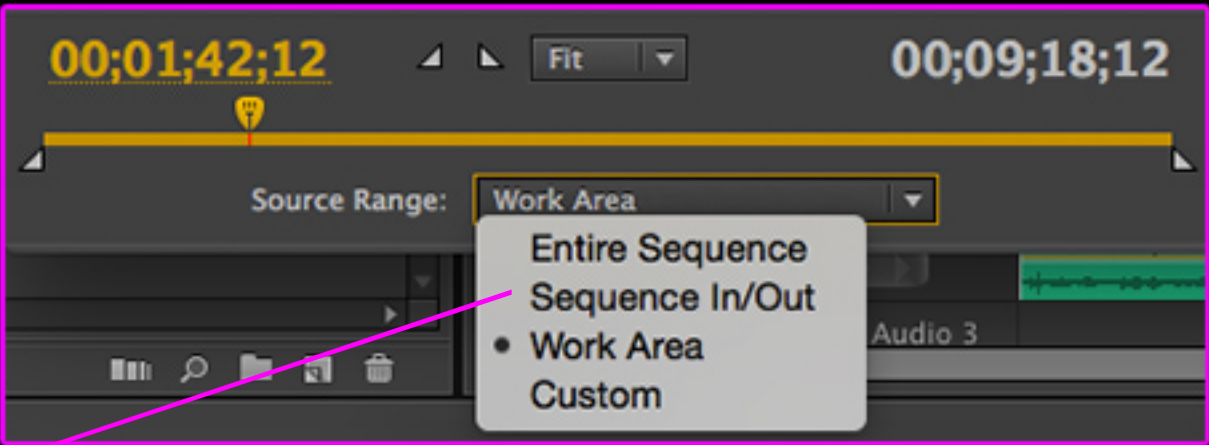 00;01;42;12 Fit 00;09;18;12
Source Range: Work Area
Entire Sequence
Sequence In/Out
Work Area
Custom
Audio 3